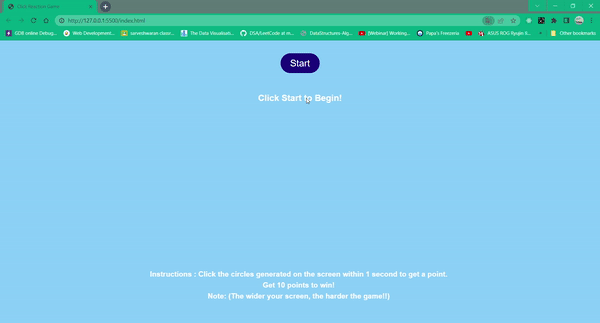 Click Reaction Game
http://127.0.0.1:5500/index.html
GDB online Debug... Web Development... sarveshwaran classr... The Data Visualisati... DSA/LeetCode at m... DataStructures-Alg... [Webinar] Working... Papa's Freezeria ASUS ROG Ryujin II... Other bookmarks
Start
Click Start to Begin!
Instructions : Click the circles generated on the screen within 1 second to get a point.
Get 10 points to win!
Note: (The wider your screen, the harder the game!!)